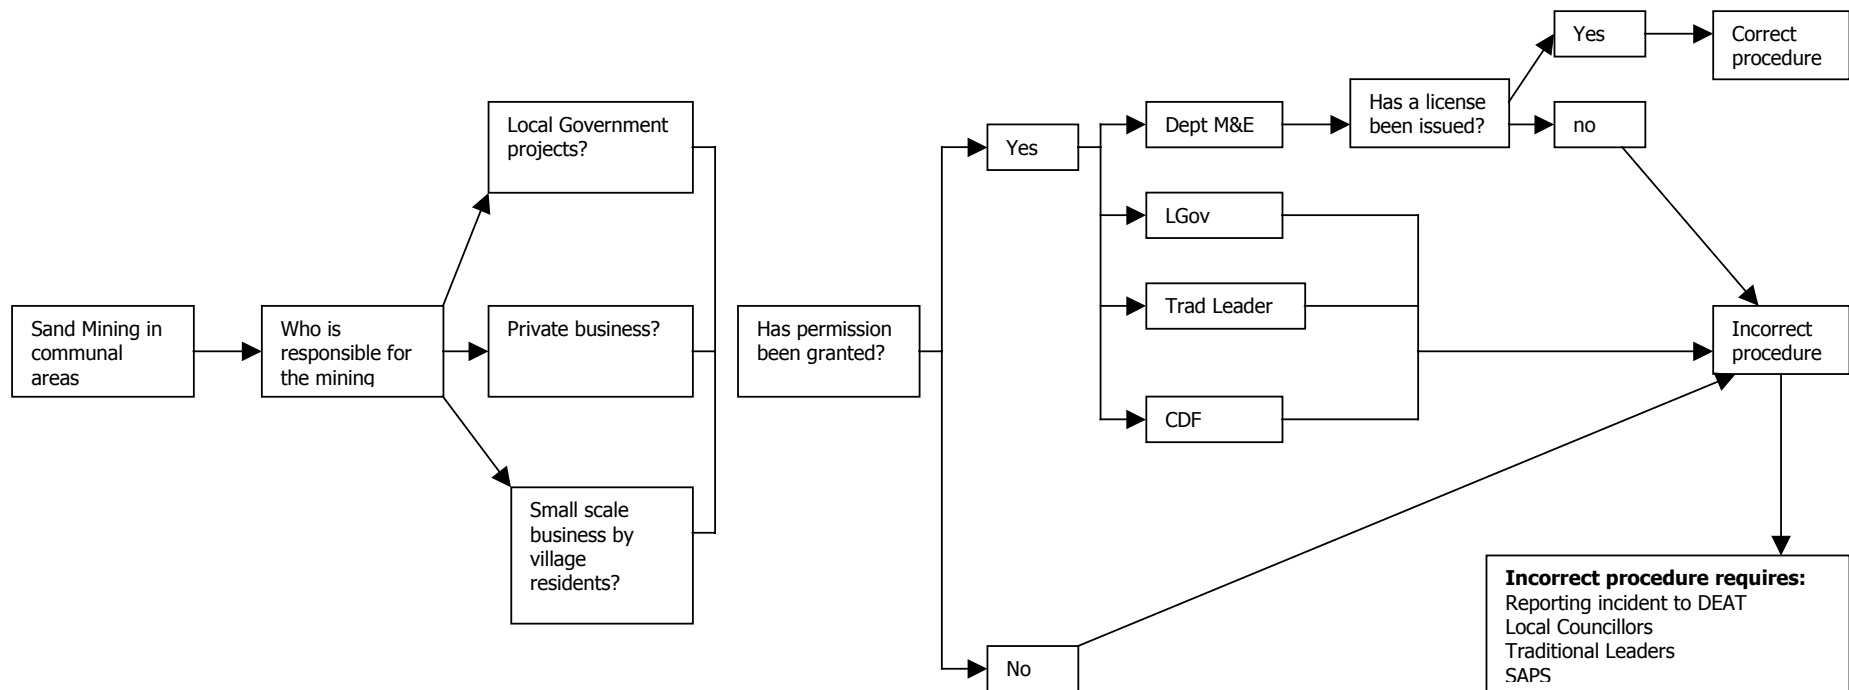 Sand Mining in
communal
areas
Who is
responsible for
the mining
Local Government
projects?
Private business?
Small scale
business by
village
residents?
Has permission
been granted?
Yes
No
Dept M&E
LGov
Trad Leader
CDF
Has a license
been issued?
Yes
no
Correct
procedure
Incorrect
procedure
Incorrect procedure requires:
Reporting incident to DEAT
Local Councillors
Traditional Leaders
SAPS